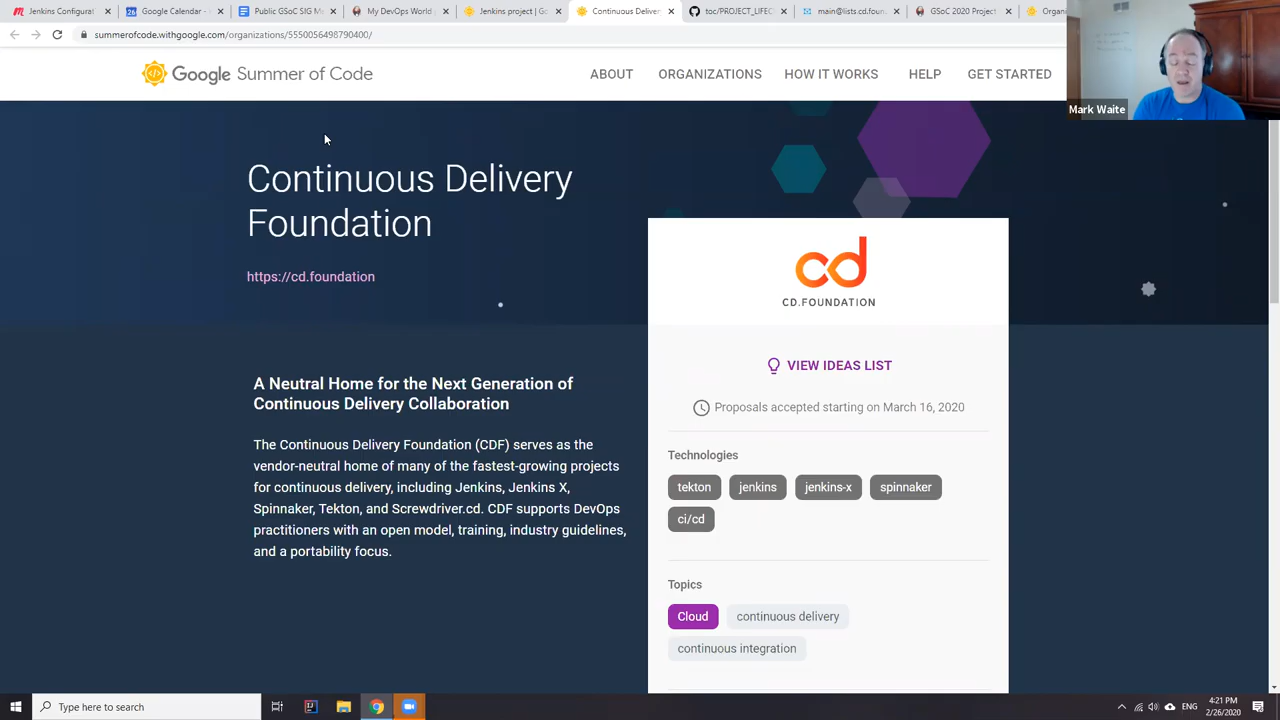 Jenkins Configura
Google Calendar -
Public GSoC SIG M
My DevOps World
Jenkins project | Go
Continuous Deliver
toc/PROJECT_LIFEC
main@lists.cd.foun
GSoC 2020 Project
Organ
summerofcode.withgoogle.com/organizations/5550056498790400/
Google Summer of Code
ABOUT
ORGANIZATIONS
HOW IT WORKS
HELP
GET STARTED
Mark Waite
Continuous Delivery
Foundation
https://cd.foundation
A Neutral Home for the Next Generation of
Continuous Delivery Collaboration
The Continuous Delivery Foundation (CDF) serves as the
vendor-neutral home of many of the fastest-growing projects
for continuous delivery, including Jenkins, Jenkins X,
Spinnaker, Tekton, and Screwdriver.cd. CDF supports DevOps
practitioners with an open model, training, industry guidelines,
and a portability focus.
cd
CD.FOUNDATION
VIEW IDEAS LIST
Proposals accepted starting on March 16, 2020
Technologies
tekton
jenkins
jenkins-x
spinnaker
ci/cd
Topics
Cloud
continuous delivery
continuous integration
Type here to search
ENG
4:21 PM
2/26/2020